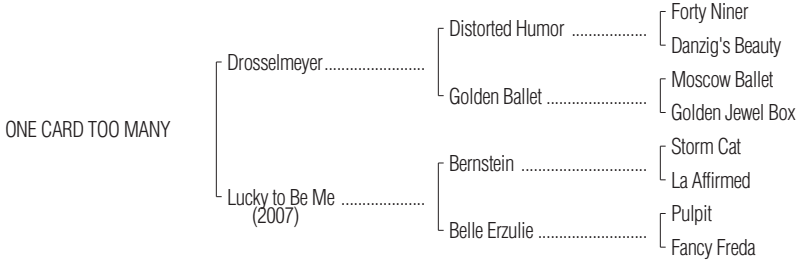 Forty Niner
Distorted Humor ...................
Danzig's Beauty
Drosselmeyer.........................
Moscow Ballet
Golden Ballet .........................
Golden Jewel Box
ONE CARD TOO MANY
Storm Cat
Bernstein ...............................
La Affirmed
Lucky to Be Me .....................
(2007)
Pulpit
Belle Erzulie ...........................
Fancy Freda